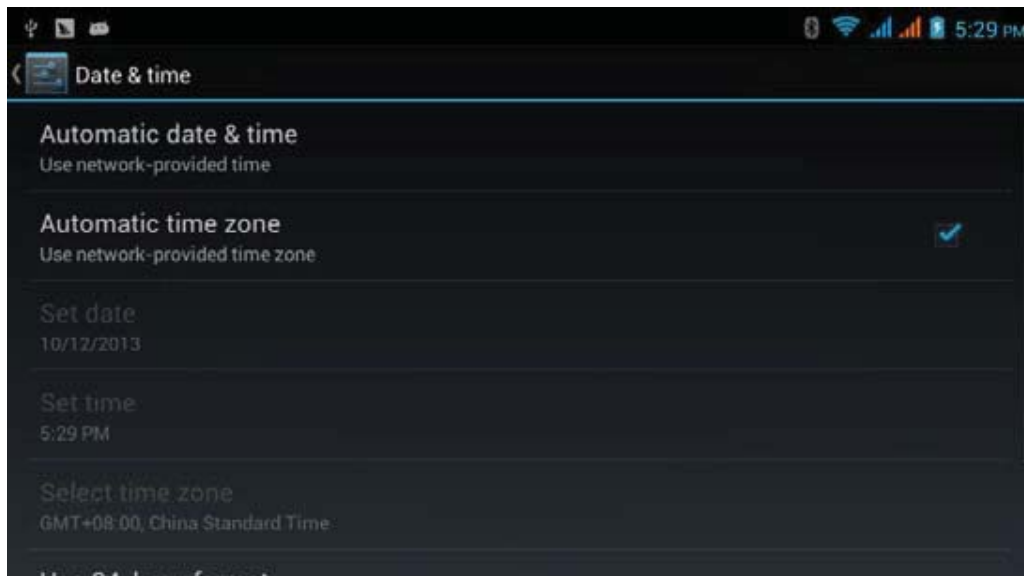 5:29 PM
Date & time
Automatic date & time
Use network-provided time
Automatic time zone
Use network-provided time zone
Set date
10/12/2013
Set time
5:29 PM
Select time zone
GMT+08:00, China Standard Time